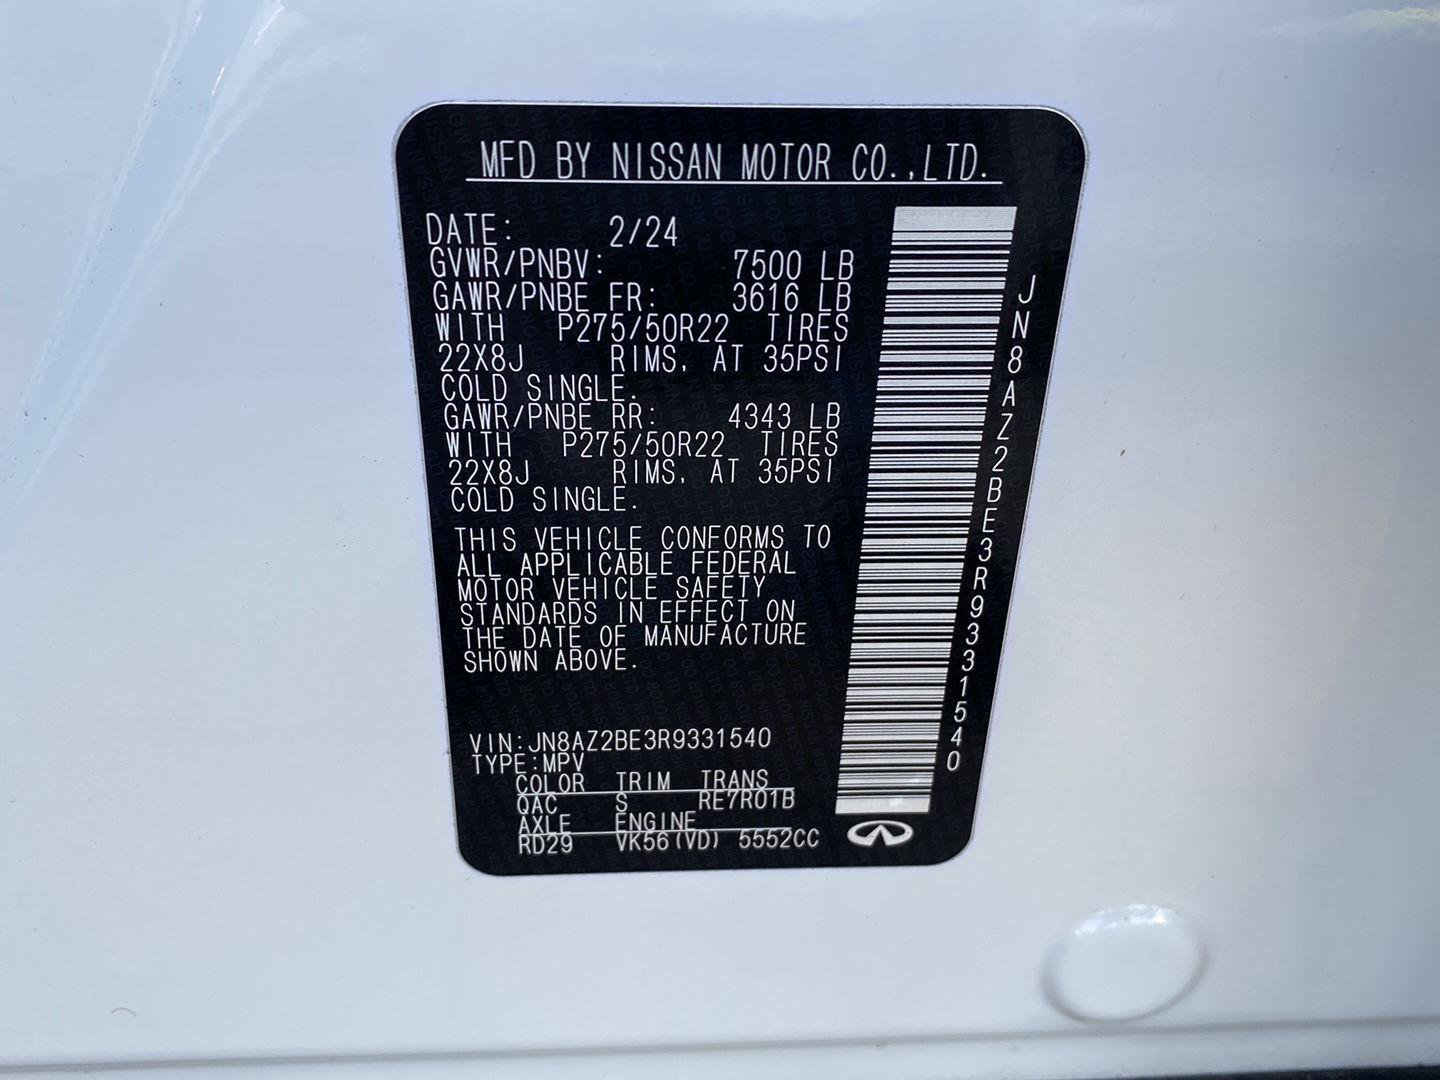 MFD BY NISSAN MOTOR CO.,LTD.
DATE: 2/24
GVWR/PNBV: 7500 LB
GAWR/PNBE FR: 3616 LB
WITH P275/50R22 TIRES
22X8J RIMS, AT 35PSI
COLD SINGLE.
GAWR/PNBE RR: 4343 LB
WITH P275/50R22 TIRES
22X8J RIMS, AT 35PSI
COLD SINGLE.
THIS VEHICLE CONFORMS TO
ALL APPLICABLE FEDERAL
MOTOR VEHICLE SAFETY
STANDARDS IN EFFECT ON
THE DATE OF MANUFACTURE
SHOWN ABOVE.
VIN:JN8AZ2BE3R9331540
TYPE:MPV
COLOR TRIM TRANS
QAC S RE7R01B
AXLE ENGINE
RD29 VK56(VD) 5552CC
JN8AZ2BE3R9331540